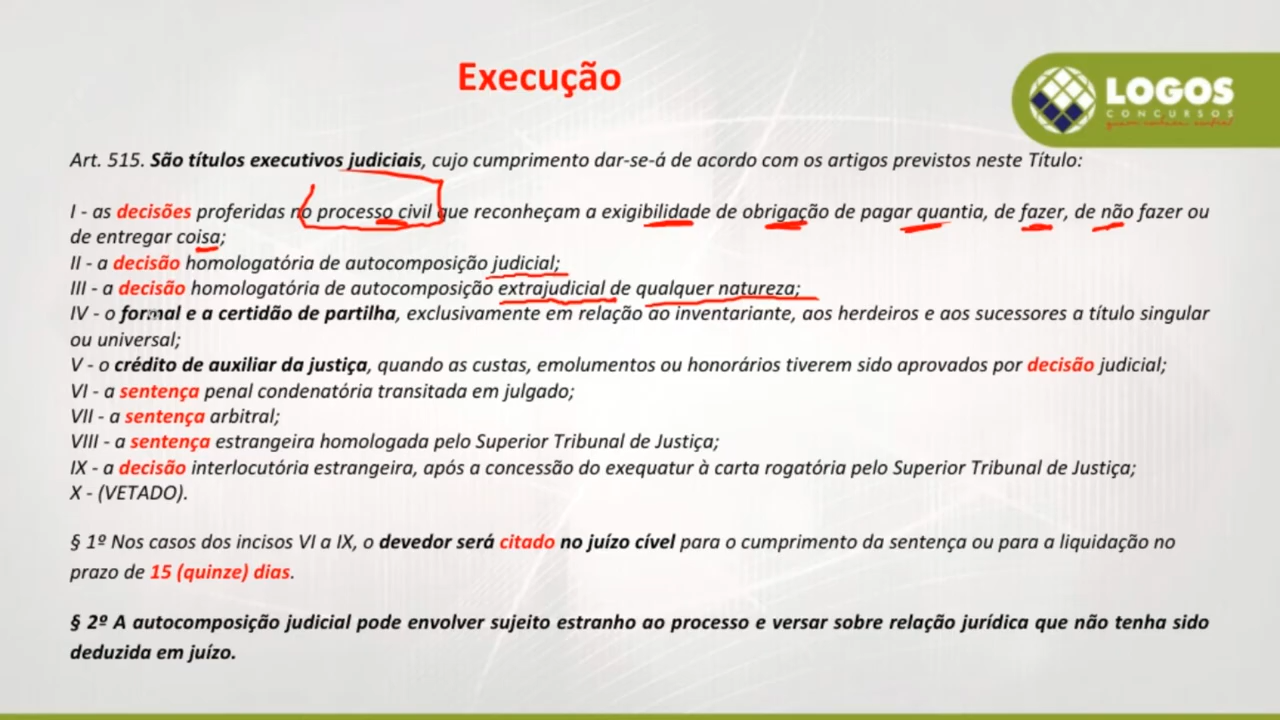 Execução
LOGOS
CONCURSOS
Art. 515. São títulos executivos judiciais, cujo cumprimento dar-se-á de acordo com os artigos previstos neste Título:
I - as decisões proferidas no processo civil que reconheçam a exigibilidade de obrigação de pagar quantia, de fazer, de não fazer ou
de entregar coisa;
II - a decisão homologatória de autocomposição judicial;
III - a decisão homologatória de autocomposição extrajudicial de qualquer natureza;
IV - o formal e a certidão de partilha, exclusivamente em relação ao inventariante, aos herdeiros e aos sucessores a título singular
ou universal;
V - o crédito de auxiliar da justiça, quando as custas, emolumentos ou honorários tiverem sido aprovados por decisão judicial;
VI - a sentença penal condenatória transitada em julgado;
VII - a sentença arbitral;
VIII - a sentença estrangeira homologada pelo Superior Tribunal de Justiça;
IX - a decisão interlocutória estrangeira, após a concessão do exequatur à carta rogatória pelo Superior Tribunal de Justiça;
X - (VETADO).
§ 1º Nos casos dos incisos VI a IX, o devedor será citado no juízo cível para o cumprimento da sentença ou para a liquidação no
prazo de 15 (quinze) dias.
§ 2º A autocomposição judicial pode envolver sujeito estranho ao processo e versar sobre relação jurídica que não tenha sido
deduzida em juízo.